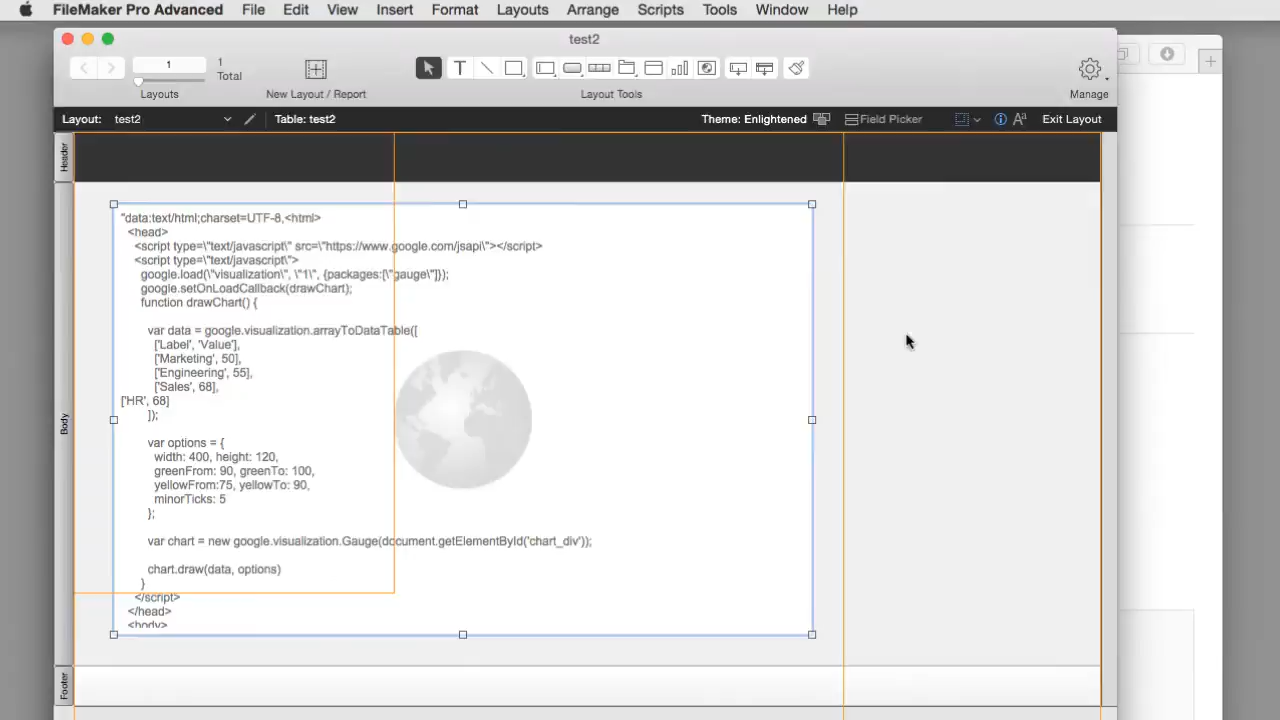 FileMaker Pro Advanced File Edit View Insert Format Layouts Arrange Scripts Tools Window Help
test2
1
1
Total
Layouts
New Layout / Report
Layout Tools
Manage
Layout: test2
Table: test2
Theme: Enlightened
Field Picker
Exit Layout
Header
"data:text/html;charset=UTF-8,<html>
<head>
<script type=\"text/javascript\" src=\"https://www.google.com/jsapi\"></script>
<script type=\"text/javascript\">
google.load(\"visualization\", \"1\", {packages:[\"gauge\"]});
google.setOnLoadCallback(drawChart);
function drawChart() {
var data = google.visualization.arrayToDataTable([
['Label', 'Value'],
['Marketing', 50],
['Engineering', 55],
['Sales', 68],
['HR', 68]
]);
var options = {
width: 400, height: 120,
greenFrom: 90, greenTo: 100,
yellowFrom:75, yellowTo: 90,
minorTicks: 5
};
var chart = new google.visualization.Gauge(document.getElementById('chart_div'));
chart.draw(data, options)
}
</script>
</head>
<body>
Body
Footer